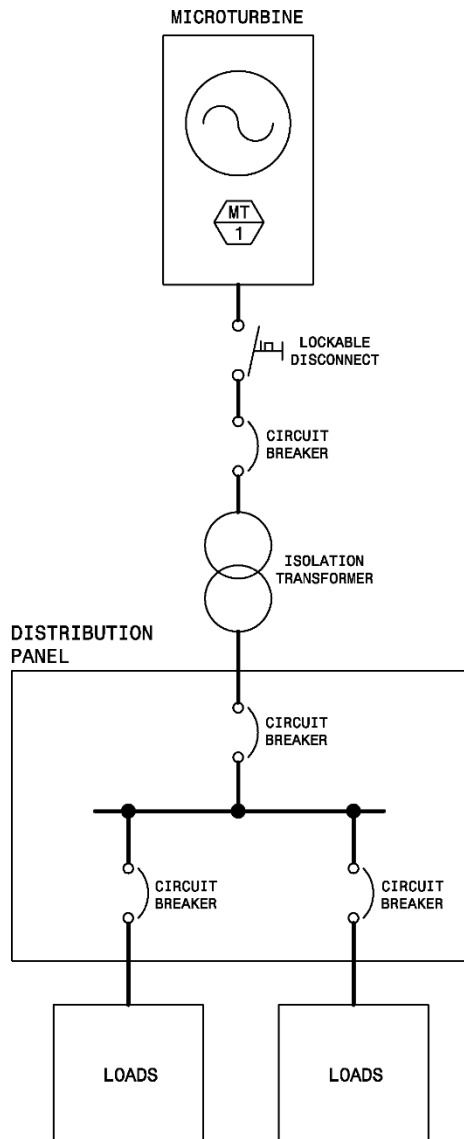 MICROTURBINE
MT
1
LOCKABLE
DISCONNECT
CIRCUIT
BREAKER
ISOLATION
TRANSFORMER
DISTRIBUTION
PANEL
CIRCUIT
BREAKER
CIRCUIT
BREAKER
CIRCUIT
BREAKER
LOADS
LOADS